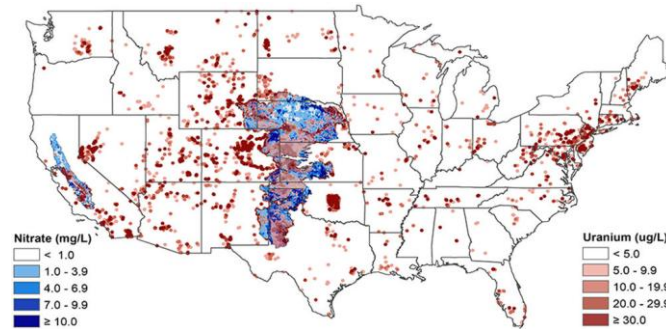 Nitrate (mg/L)
< 1.0
1.0 - 3.9
4.0 - 6.9
7.0 - 9.9
≥ 10.0
Uranium (ug/L)
< 5.0
5.0 - 9.9
10.0 - 19.9
20.0 - 29.9
≥ 30.0